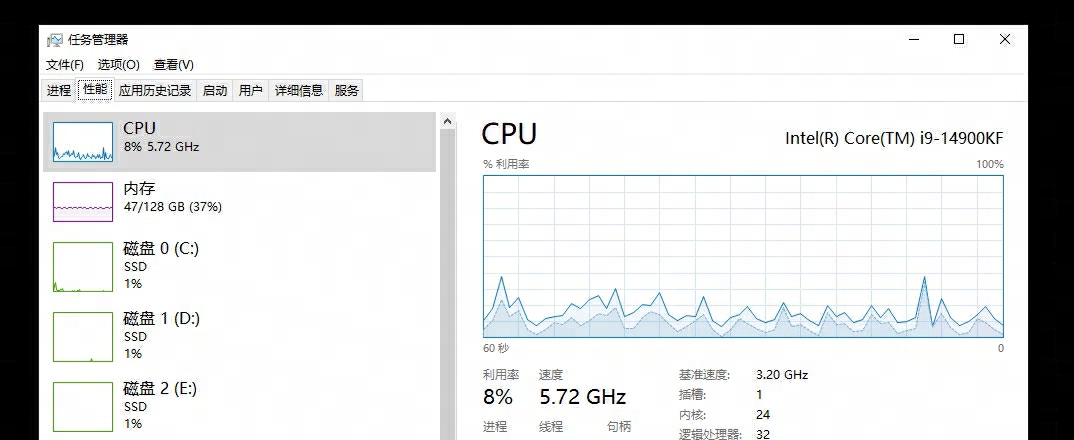 任务管理器
文件(F) 选项(O) 查看(V)
进程 性能 应用历史记录 启动 用户 详细信息 服务
CPU
8% 5.72 GHz
内存
47/128 GB (37%)
磁盘 0 (C:)
SSD
1%
磁盘 1 (D:)
SSD
1%
磁盘 2 (E:)
SSD
1%
CPU
Intel(R) Core(TM) i9-14900KF
% 利用率
100%
60 秒
0
利用率 速度
8% 5.72 GHz
进程 线程 句柄
基准速度: 3.20 GHz
插槽: 1
内核: 24
逻辑处理器: 32